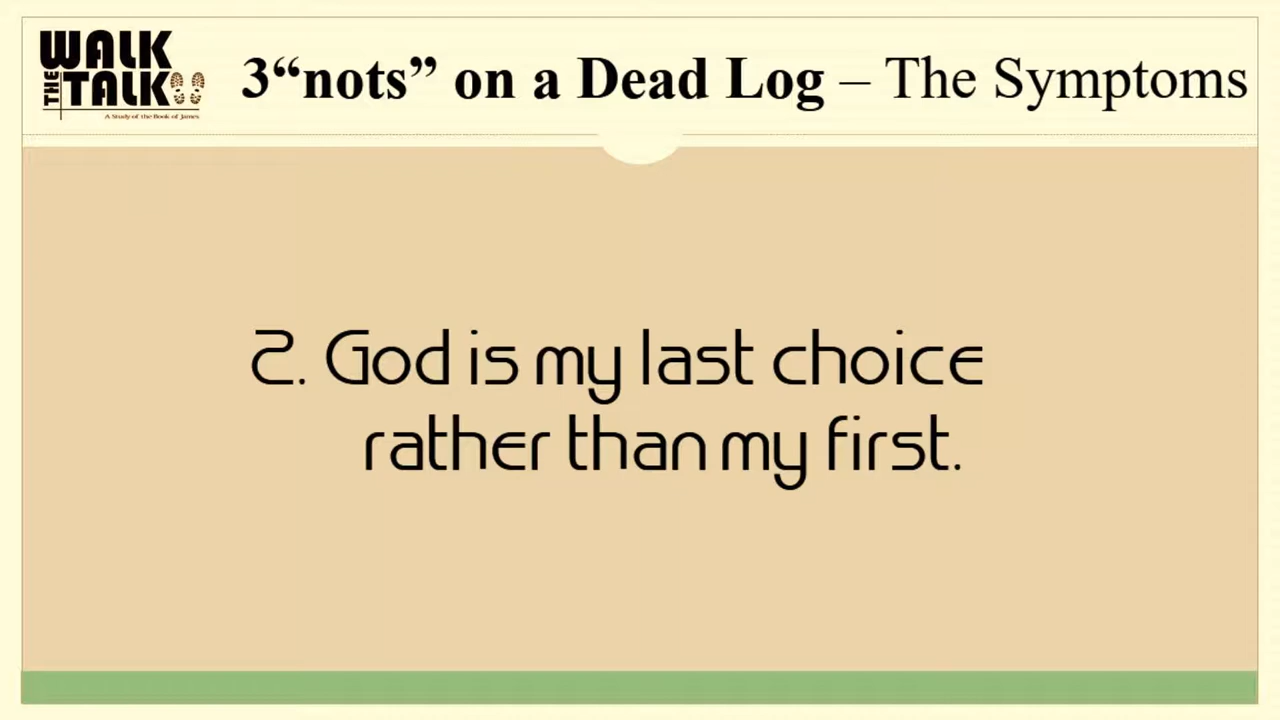 WALK
THE TALK
A Study of the Book of James
3“nots” on a Dead Log – The Symptoms
2. God is my last choice
rather than my first.